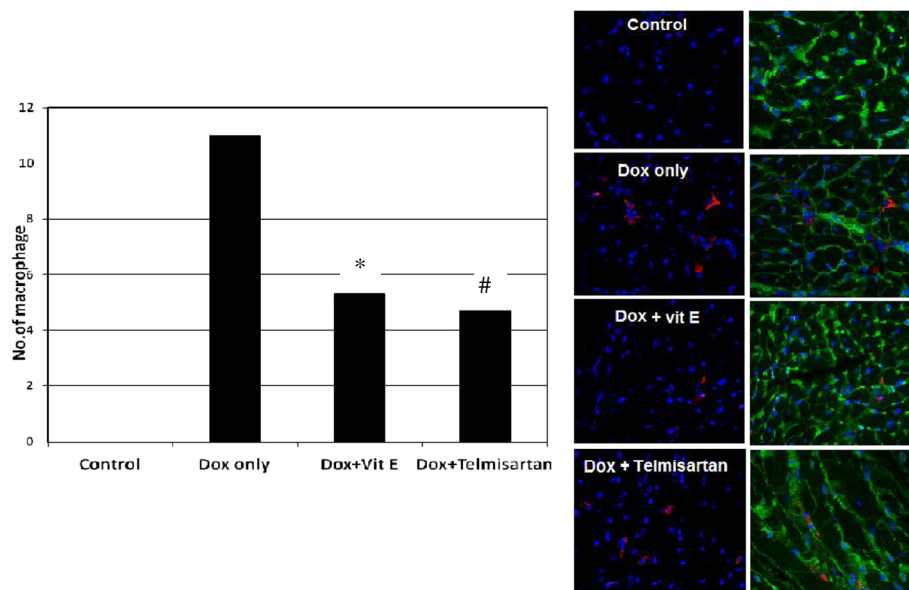 No.of macrophage
12
10
8
6
4
2
0
*
#
Control
Dox only
Dox+Vit E
Dox+Telmisartan
Control
Dox only
Dox + vit E
Dox + Telmisartan